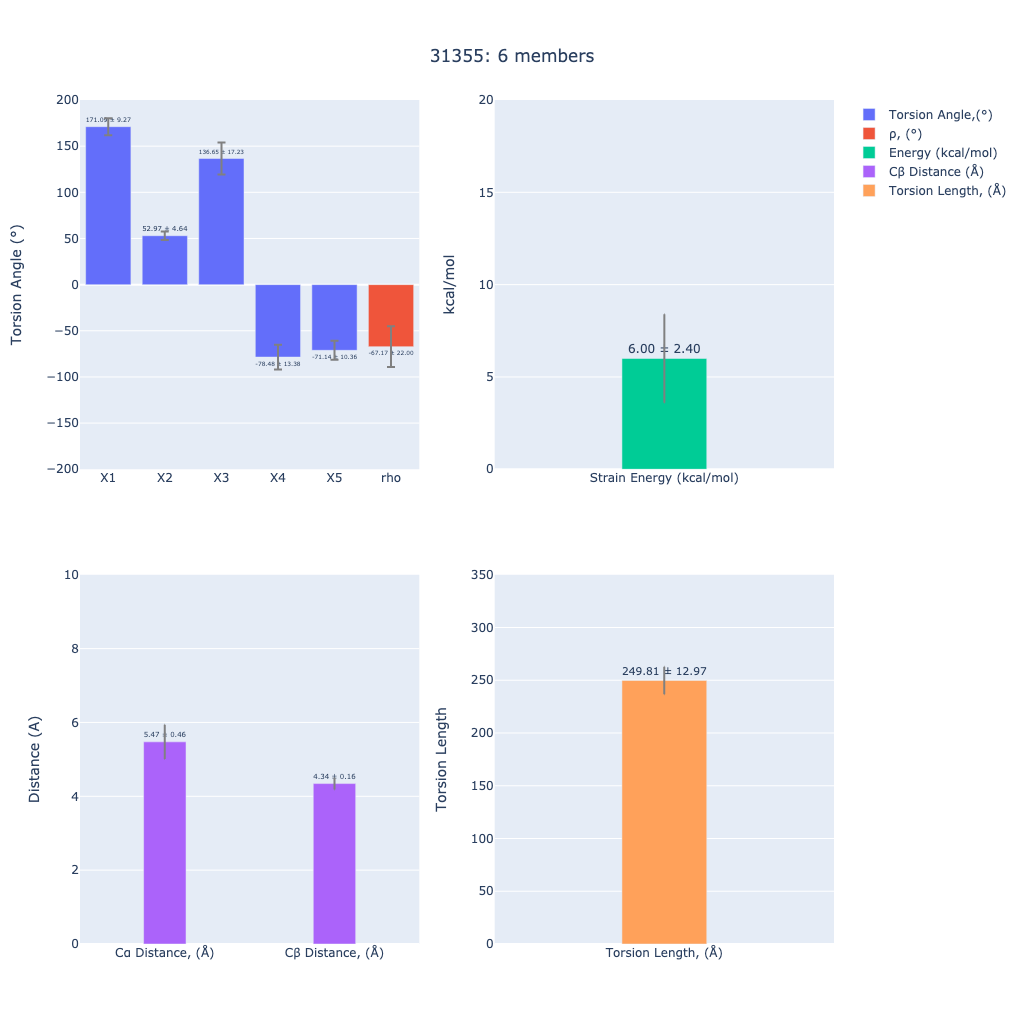 31355: 6 members
200
150
100
50
0
−50
−100
−150
−200
Torsion Angle (°)
52.97 ± 4.64
136.65 ± 17.23
-78.48 ± 13.38
-71.14 ± 10.36
-67.17 ± 22.00
X1 X2 X3 X4 X5 rho
20
15
10
5
0
kcal/mol
6.00 ± 2.40
Strain Energy (kcal/mol)
Torsion Angle,(°)
ρ, (°)
Energy (kcal/mol)
Cβ Distance (Å)
Torsion Length, (Å)
10
8
6
4
2
0
Distance (A)
5.47 ± 0.46
4.34 ± 0.16
Cα Distance, (Å) Cβ Distance, (Å)
350
300
250
200
150
100
50
0
Torsion Length
249.81 ± 12.97
Torsion Length, (Å)